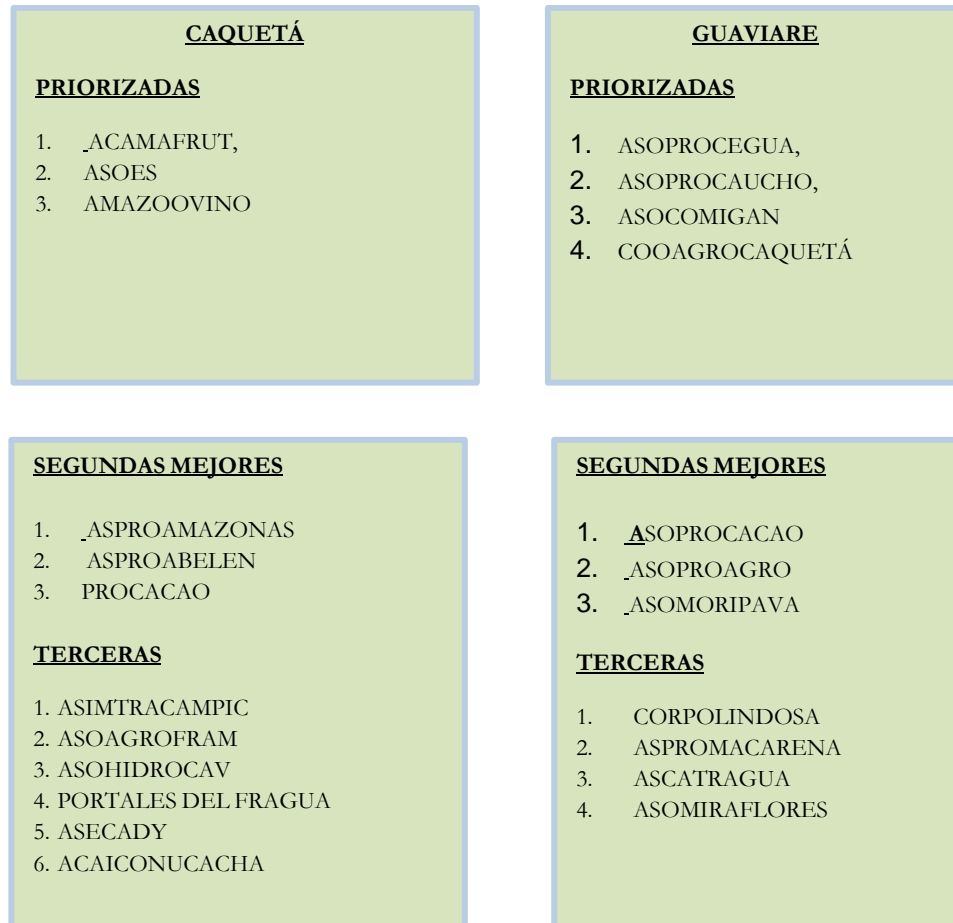 CAQUETÁ
PRIORIZADAS
1. ACAMAFRUT,
2. ASOES
3. AMAZOOVINO
GUAVIARE
PRIORIZADAS
1. ASOPROCEGUA,
2. ASOPROCAUCHO,
3. ASOCOMIGAN
4. COOAGROCAQUETÁ
SEGUNDAS MEJORES
1. ASPROAMAZONAS
2. ASPROABELEN
3. PROCACAO
TERCERAS
1. ASIMTRACAMPIC
2. ASOAGROFRAM
3. ASOHIDROCAV
4. PORTALES DEL FRAGUA
5. ASECADY
6. ACAICONUCACHA
SEGUNDAS MEJORES
1. ASOPROCACAO
2. ASOPROAGRO
3. ASOMORIPAVA
TERCERAS
1. CORPOLINDOSA
2. ASPROMACARENA
3. ASCATRAGUA
4. ASOMIRAFLORES